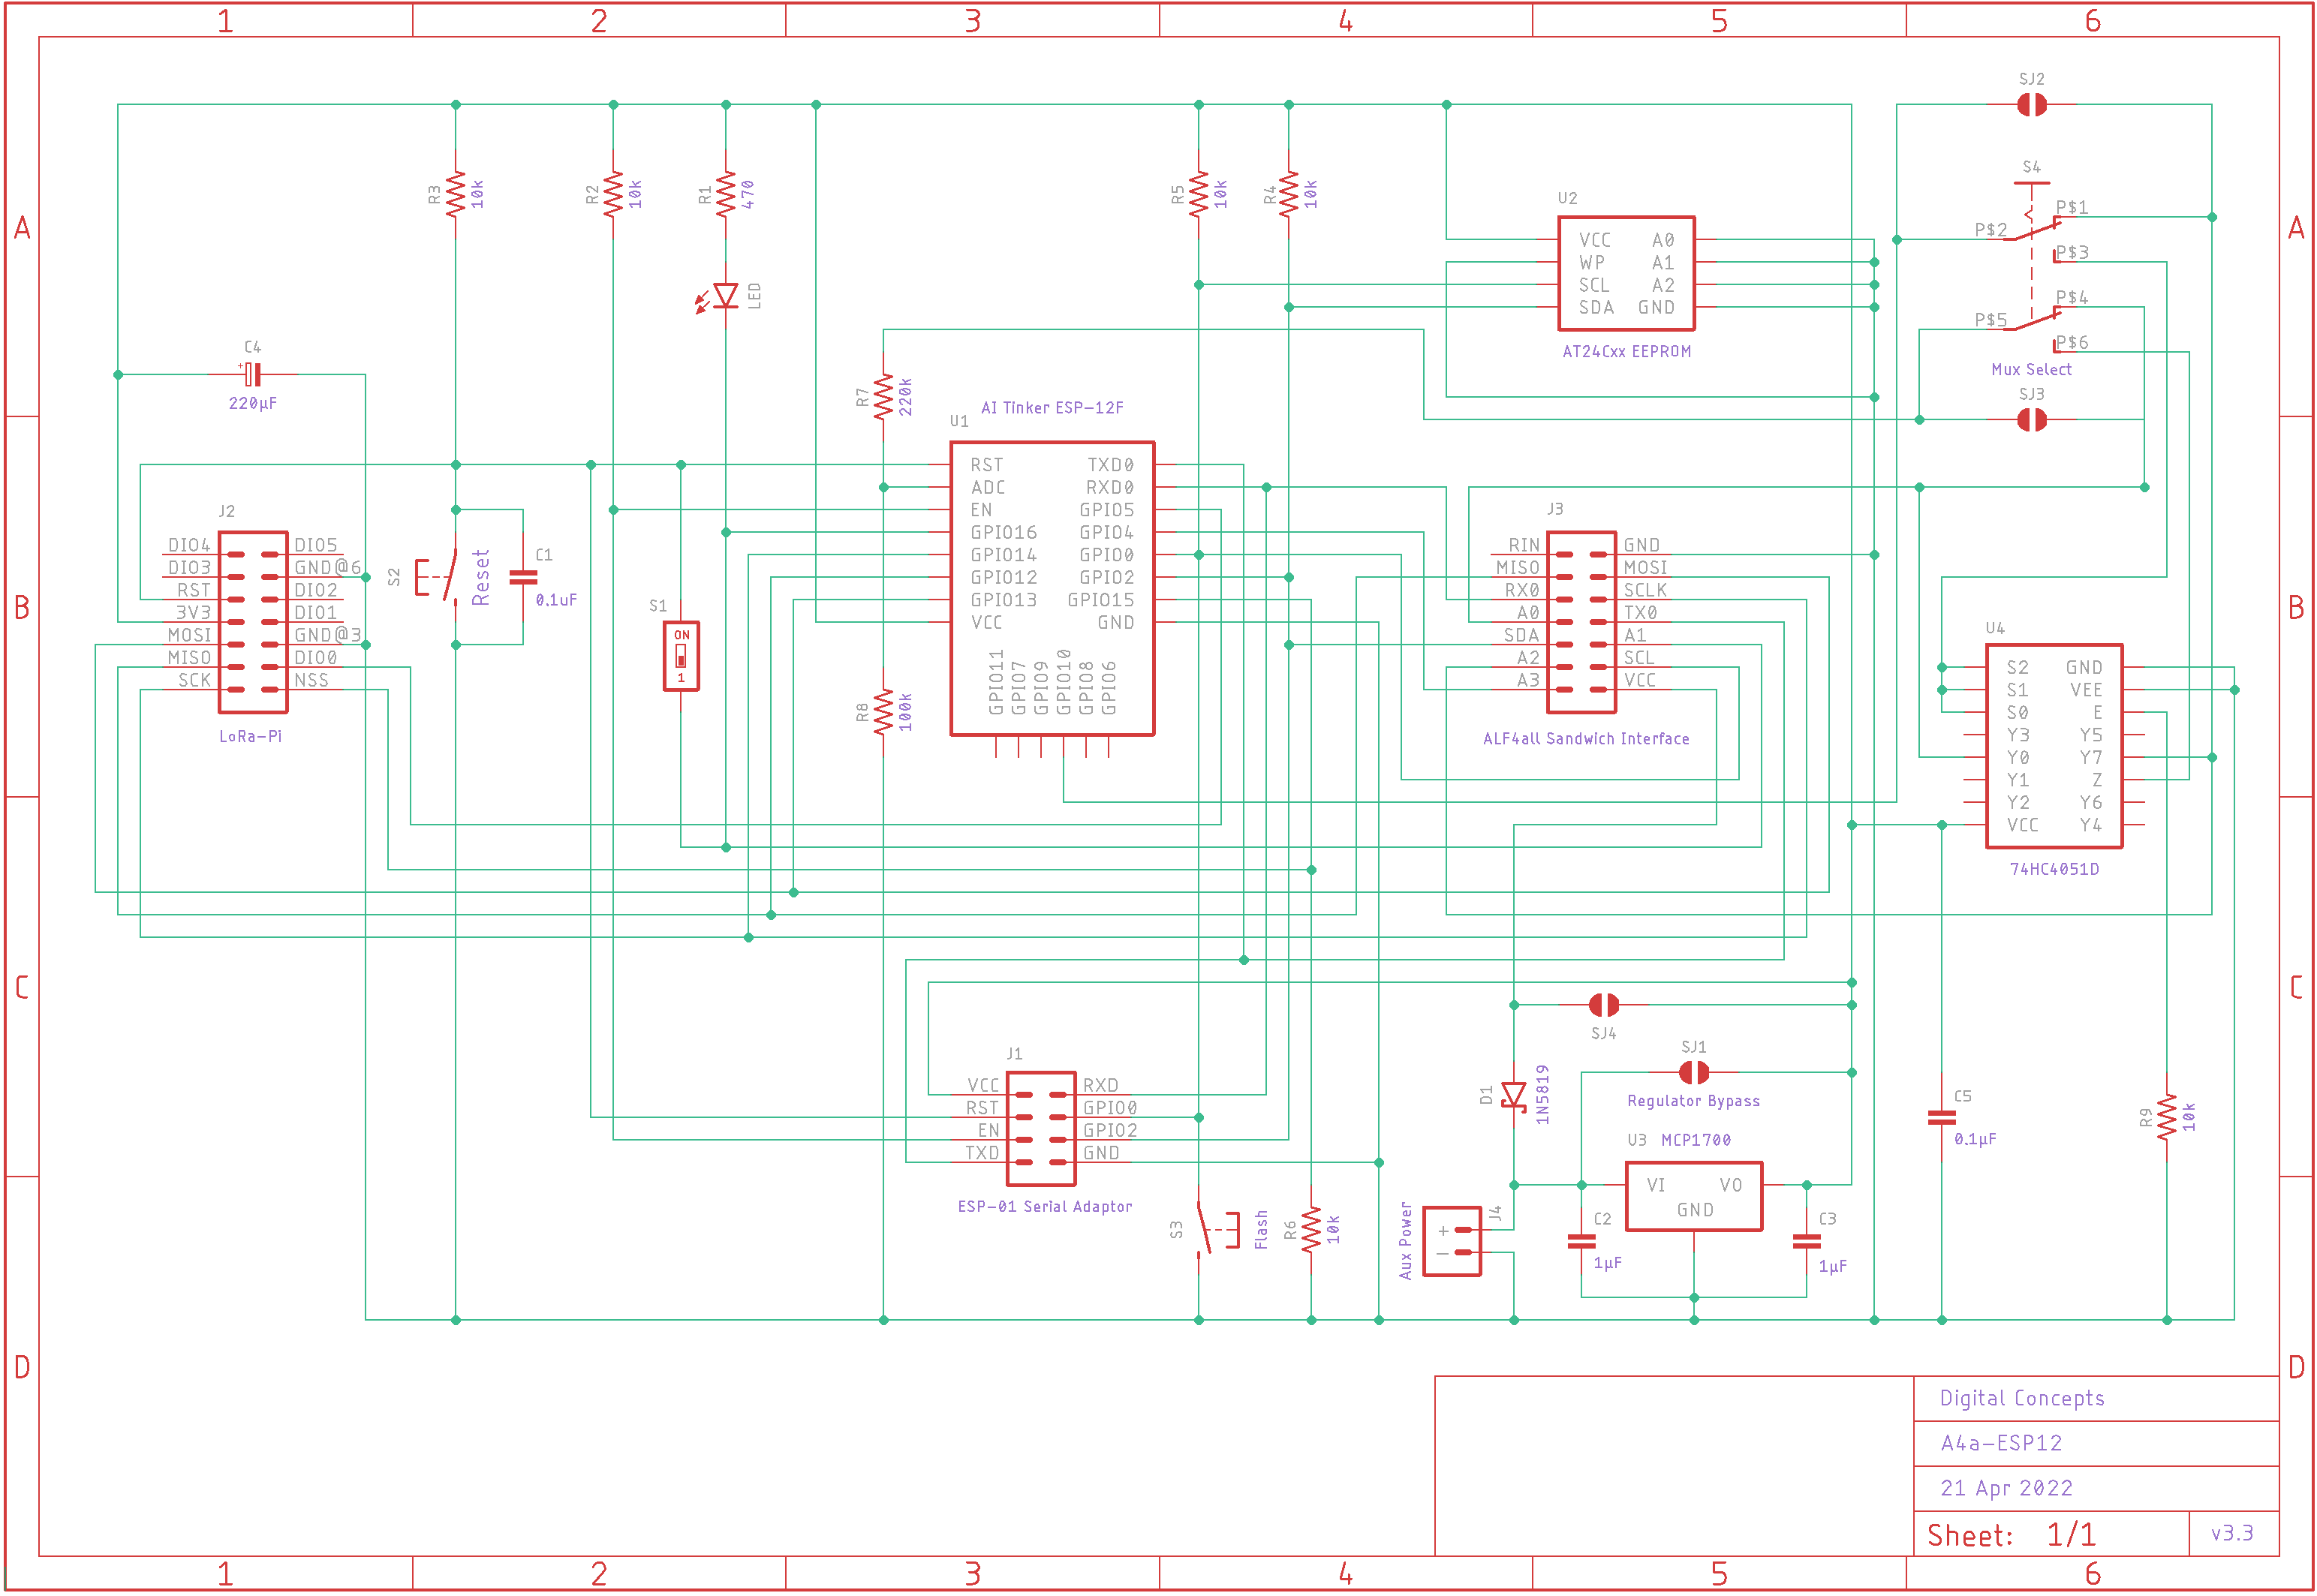 1 2 3 4 5 6
A
B
C
D
A
B
C
D
1 2 3 4 5 6
R3
10k
R2
10k
R1
470
LED
R5
10k
R4
10k
C4
+
220µF
R7
220k
R8
100k
AI Tinker ESP-12F
U1
RST TXD0
ADC RXD0
EN GPIO5
GPIO16 GPIO4
GPIO14 GPIO0
GPIO12 GPIO2
GPIO13 GPIO15
VCC GND
GPIO11
GPIO7
GPIO9
GPIO10
GPIO8
GPIO6
J2
DIO4 DIO5
DIO3 GND@6
RST DIO2
3V3 DIO1
MOSI GND@3
MISO DIO0
SCK NSS
LoRa-Pi
S2
Reset
C1
0.1uF
S1
ON
1
U2
VCC A0
WP A1
SCL A2
SDA GND
AT24Cxx EEPROM
SJ2
S4
P$1
P$2
P$3
P$4
P$5
P$6
Mux Select
SJ3
J3
RIN GND
MISO MOSI
RX0 SCLK
A0 TX0
SDA A1
A2 SCL
A3 VCC
ALF4all Sandwich Interface
U4
S2 GND
S1 VEE
S0 E
Y3 Y5
Y0 Y7
Y1 Z
Y2 Y6
VCC Y4
74HC4051D
J1
VCC RXD
RST GPIO0
EN GPIO2
TXD GND
ESP-01 Serial Adaptor
S3
Flash
R6
10k
SJ4
SJ1
Regulator Bypass
D1
1N5819
U3 MCP1700
VI VO
GND
Aux Power
J4
+
−
C2
1µF
C3
1µF
C5
0.1µF
R9
10k
Digital Concepts
A4a-ESP12
21 Apr 2022
Sheet: 1/1
v3.3